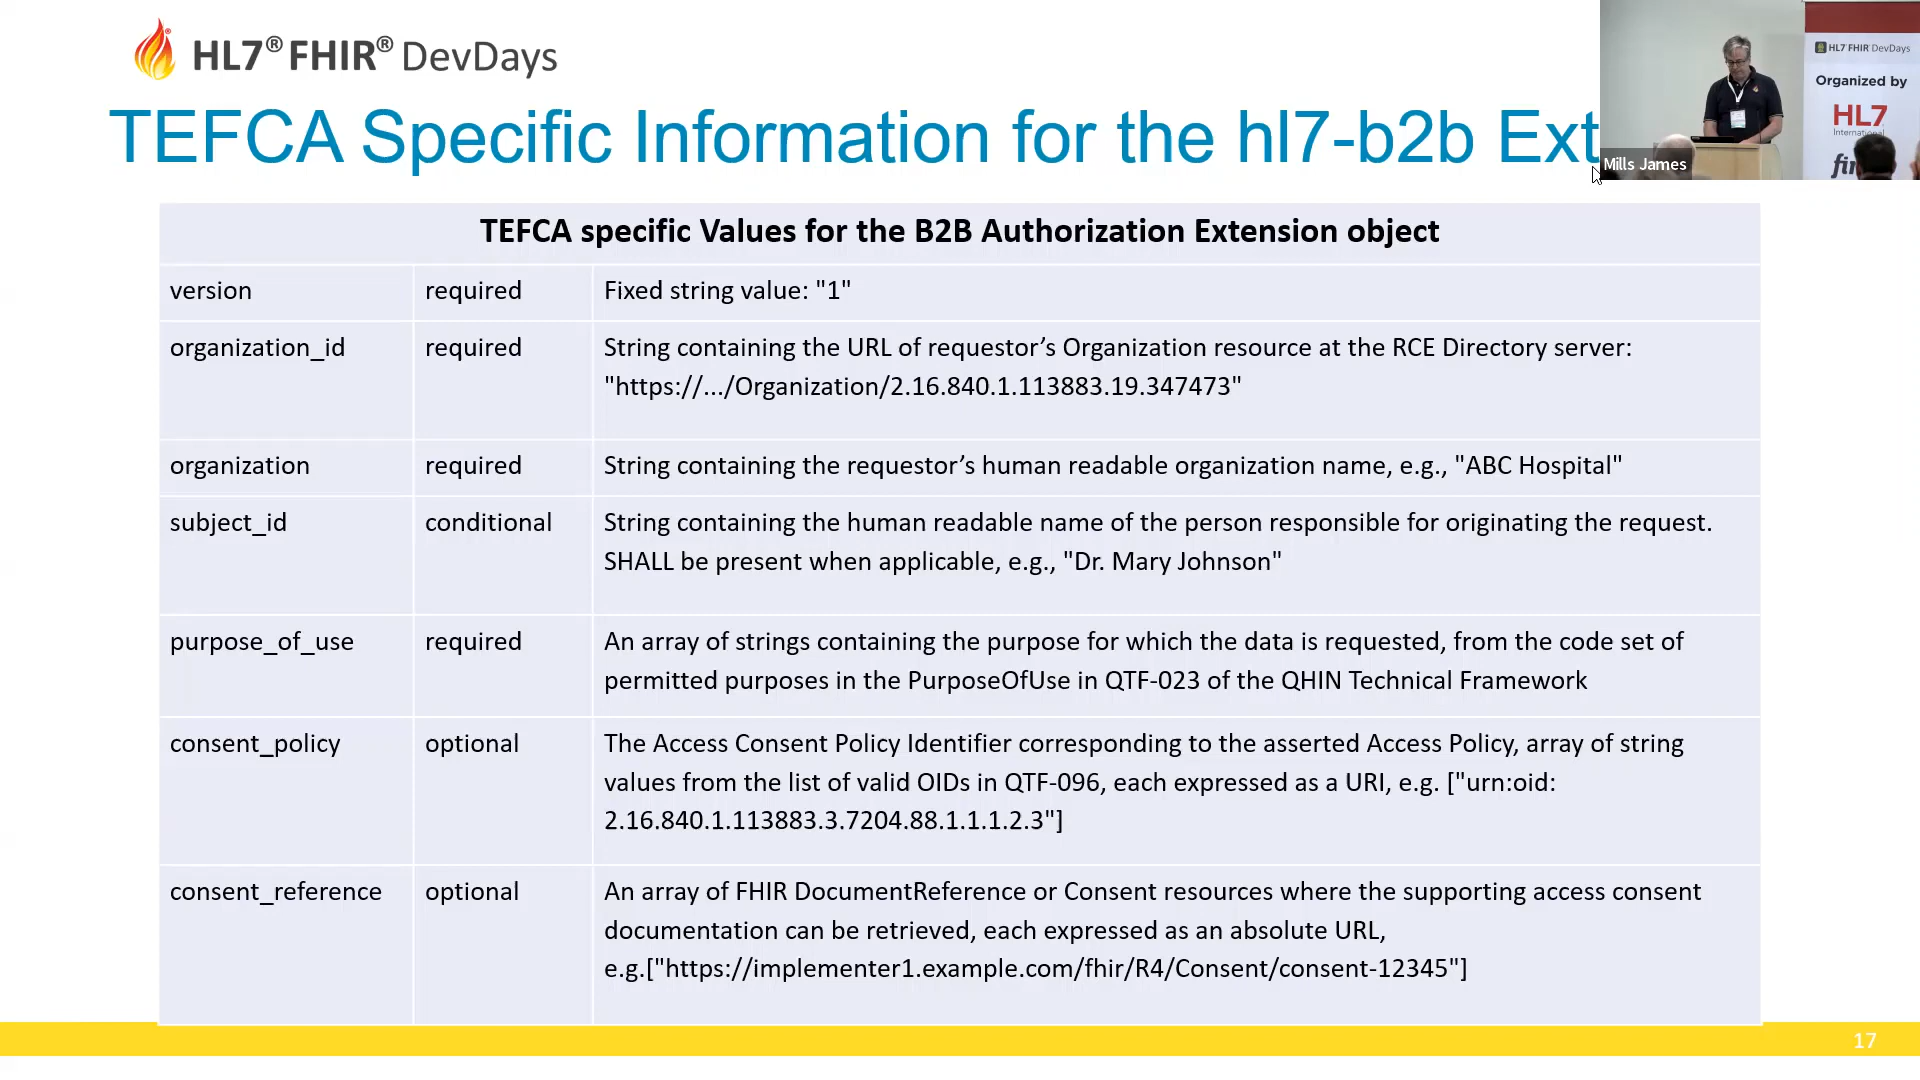 HL7® FHIR® DevDays
TEFCA Specific Information for the hl7-b2b Ext
HL7 FHIR DevDays
Organized by
HL7
International
fir
Mills James
TEFCA specific Values for the B2B Authorization Extension object
version required Fixed string value: "1"
organization_id required String containing the URL of requestor’s Organization resource at the RCE Directory server:
"https://.../Organization/2.16.840.1.113883.19.347473"
organization required String containing the requestor’s human readable organization name, e.g., "ABC Hospital"
subject_id conditional String containing the human readable name of the person responsible for originating the request.
SHALL be present when applicable, e.g., "Dr. Mary Johnson"
purpose_of_use required An array of strings containing the purpose for which the data is requested, from the code set of
permitted purposes in the PurposeOfUse in QTF-023 of the QHIN Technical Framework
consent_policy optional The Access Consent Policy Identifier corresponding to the asserted Access Policy, array of string
values from the list of valid OIDs in QTF-096, each expressed as a URI, e.g. ["urn:oid:
2.16.840.1.113883.3.7204.88.1.1.1.2.3"]
consent_reference optional An array of FHIR DocumentReference or Consent resources where the supporting access consent
documentation can be retrieved, each expressed as an absolute URL,
e.g.["https://implementer1.example.com/fhir/R4/Consent/consent-12345"]
17